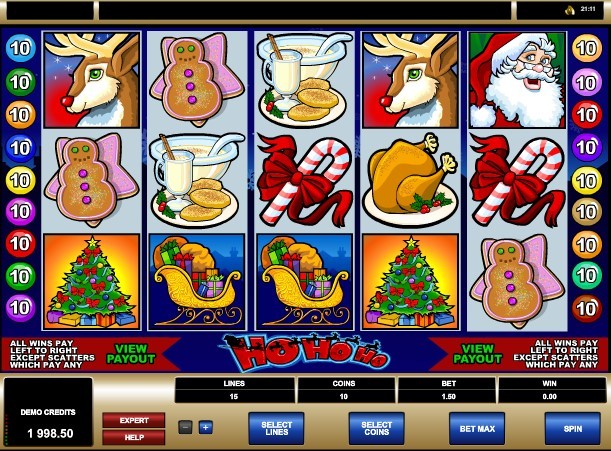 21:11
10 10
10 10
10 10
10 10
10 10
10 10
10 10
10 10
10 10
ALL WINS PAY
LEFT TO RIGHT
EXCEPT SCATTERS
WHICH PAY ANY
VIEW
PAYOUT
HO HO HO
VIEW
PAYOUT
ALL WINS PAY
LEFT TO RIGHT
EXCEPT SCATTERS
WHICH PAY ANY
LINES COINS BET WIN
15 10 1.50 0.00
DEMO CREDITS
1 998.50
EXPERT
HELP
- +
SELECT
LINES
SELECT
COINS
BET MAX
SPIN